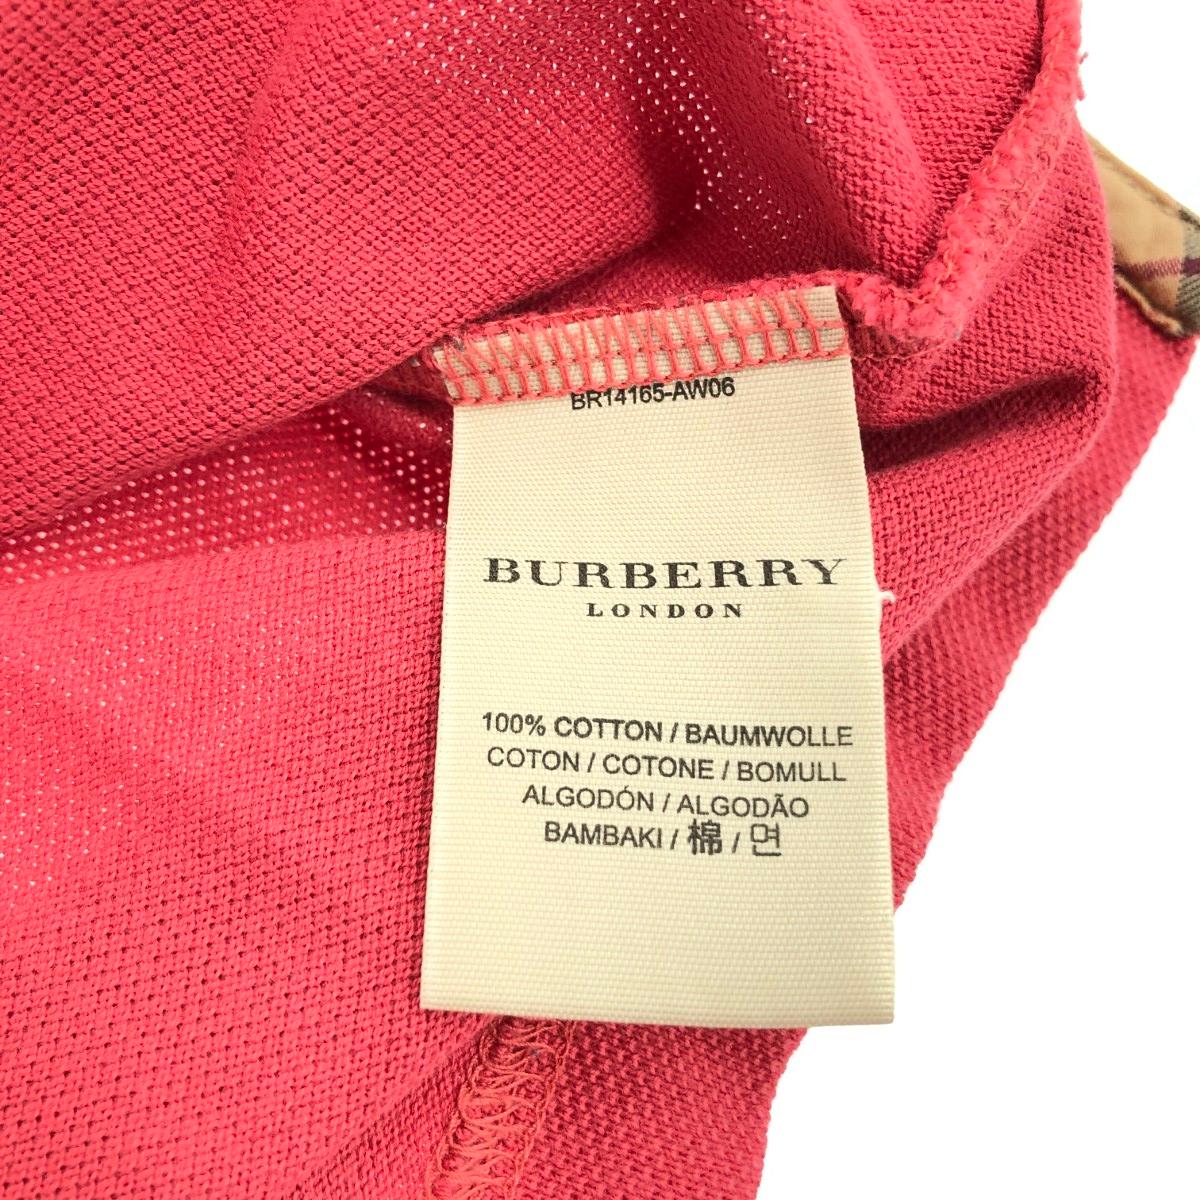 BR14165-AW06
BURBERRY
LONDON
100% COTTON / BAUMWOLLE
COTON / COTONE / BOMULL
ALGODÓN / ALGODÃO
BAMBAKI / 棉 / 면